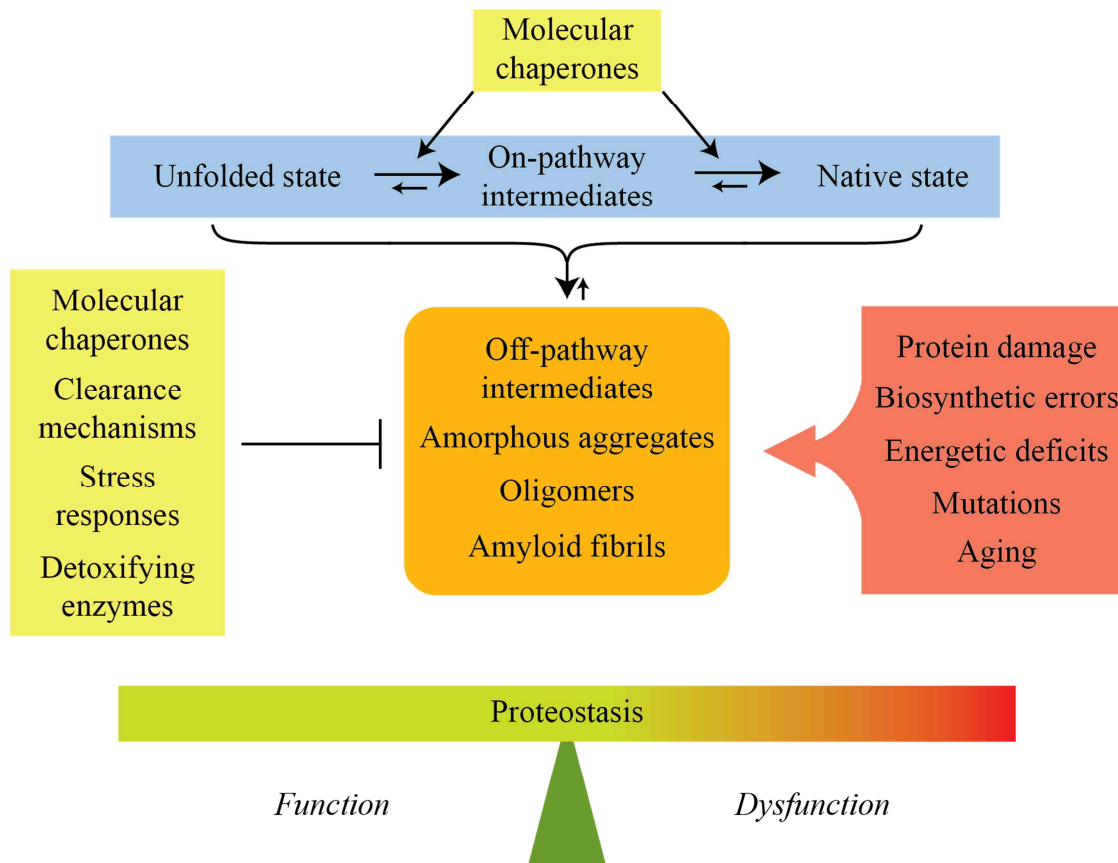 Molecular
chaperones
Unfolded state
On-pathway
intermediates
Native state
Molecular
chaperones
Clearance
mechanisms
Stress
responses
Detoxifying
enzymes
Off-pathway
intermediates
Amorphous aggregates
Oligomers
Amyloid fibrils
Protein damage
Biosynthetic errors
Energetic deficits
Mutations
Aging
Proteostasis
Function
Dysfunction